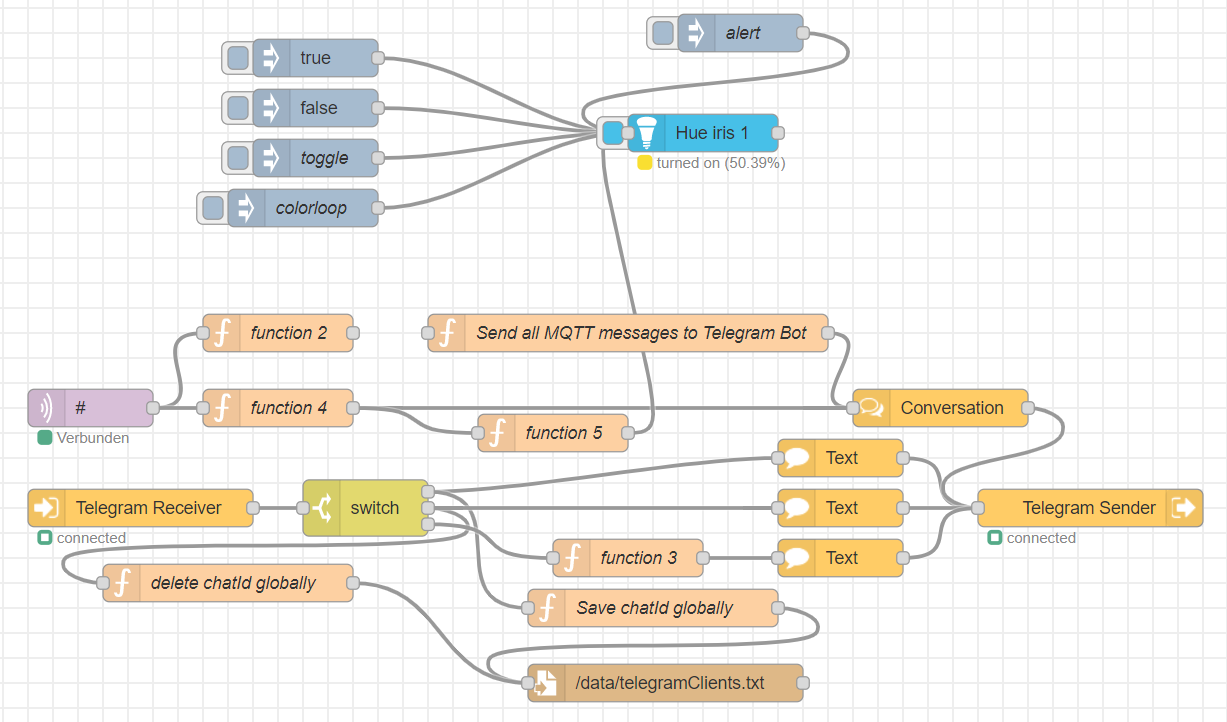 alert
true
false
Hue iris 1
toggle
turned on (50.39%)
colorloop
function 2
Send all MQTT messages to Telegram Bot
#
function 4
Conversation
Verbunden
function 5
Text
Telegram Receiver
switch
Text
Telegram Sender
connected
connected
function 3
Text
delete chatId globally
Save chatId globally
/data/telegramClients.txt